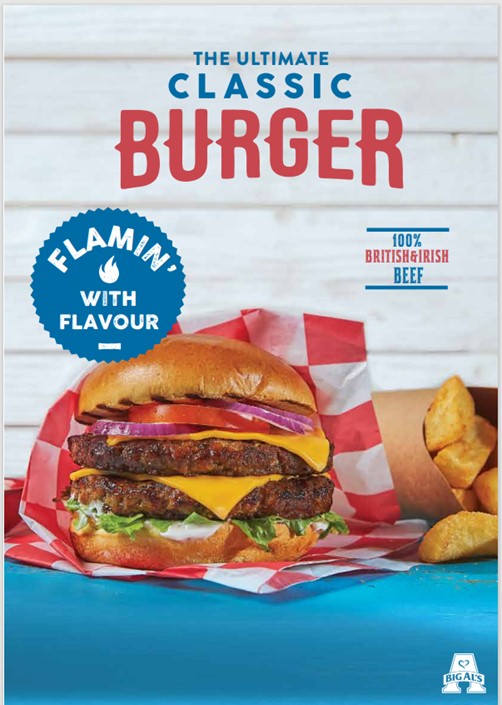 THE ULTIMATE
CLASSIC
BURGER
FLAMIN'
WITH
FLAVOUR
100%
BRITISH&IRISH
BEEF
BIG AL'S